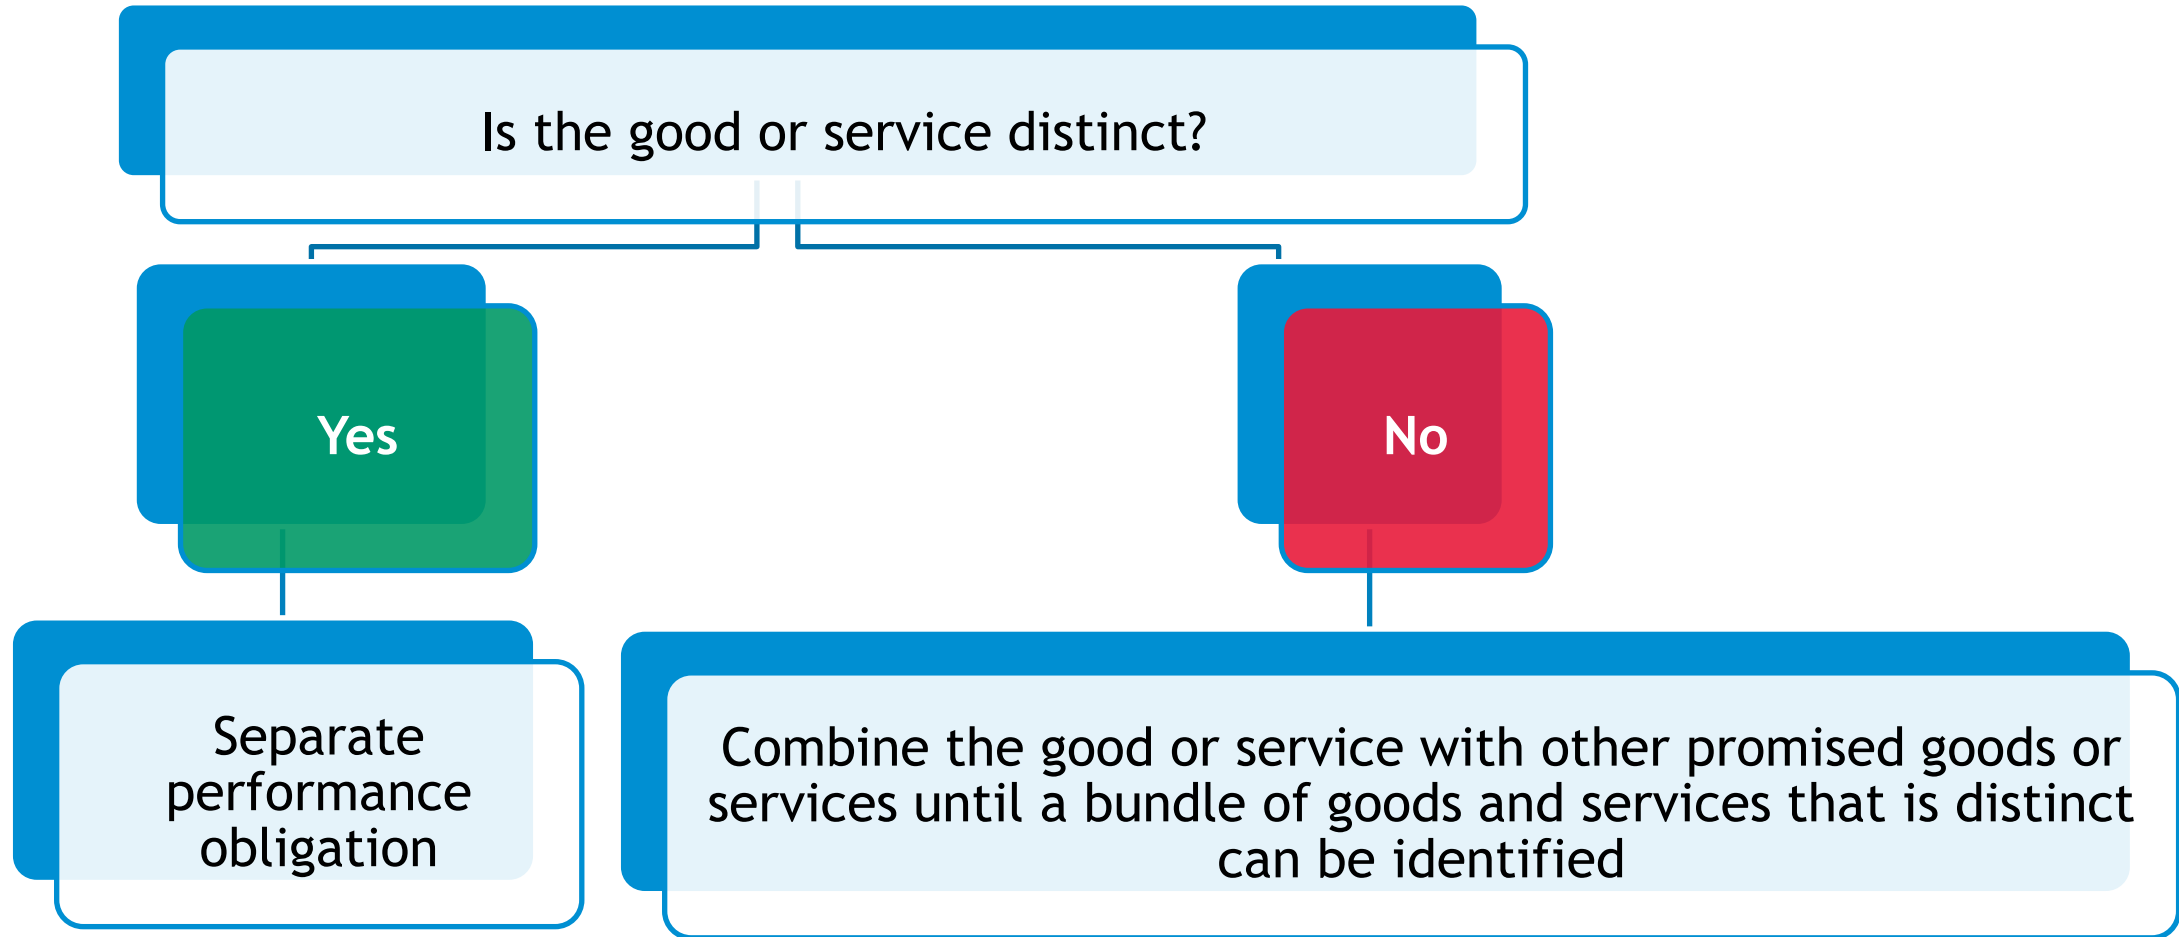 Is the good or service distinct?
Yes
No
Separate
performance
obligation
Combine the good or service with other promised goods or
services until a bundle of goods and services that is distinct
can be identified